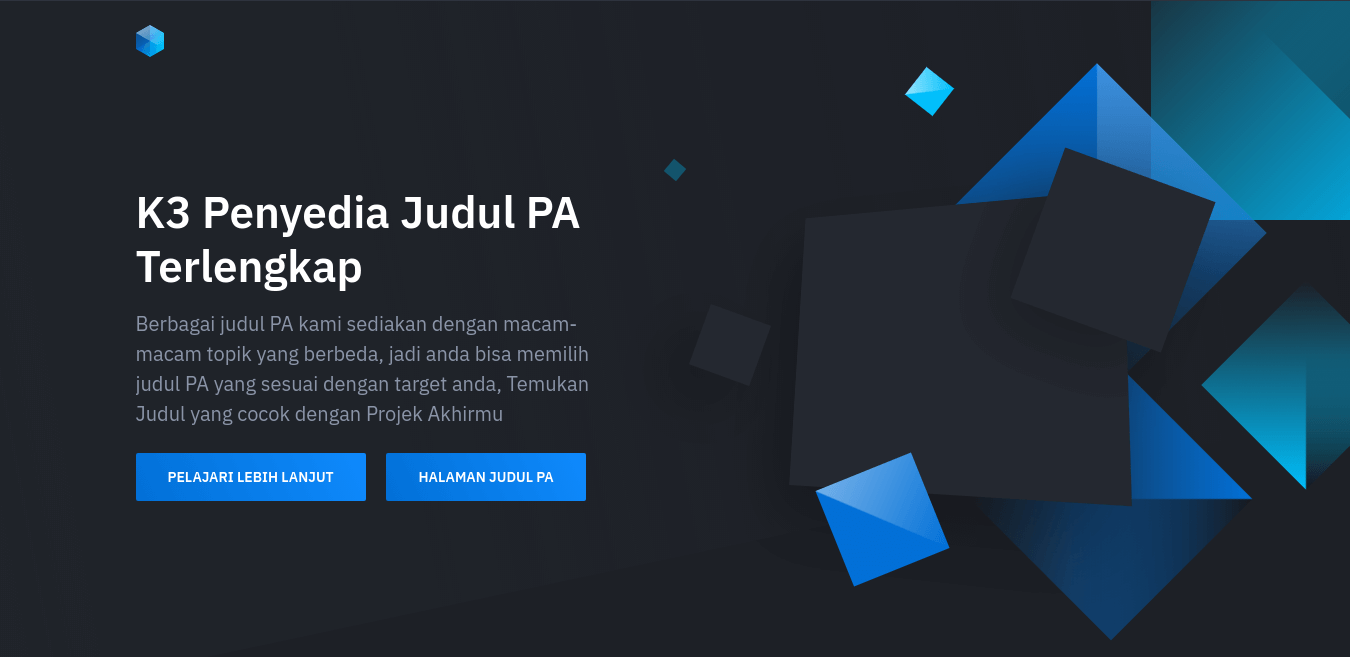 K3 Penyedia Judul PA
Terlengkap
Berbagai judul PA kami sediakan dengan macam-
macam topik yang berbeda, jadi anda bisa memilih
judul PA yang sesuai dengan target anda, Temukan
Judul yang cocok dengan Projek Akhirmu
PELAJARI LEBIH LANJUT
HALAMAN JUDUL PA